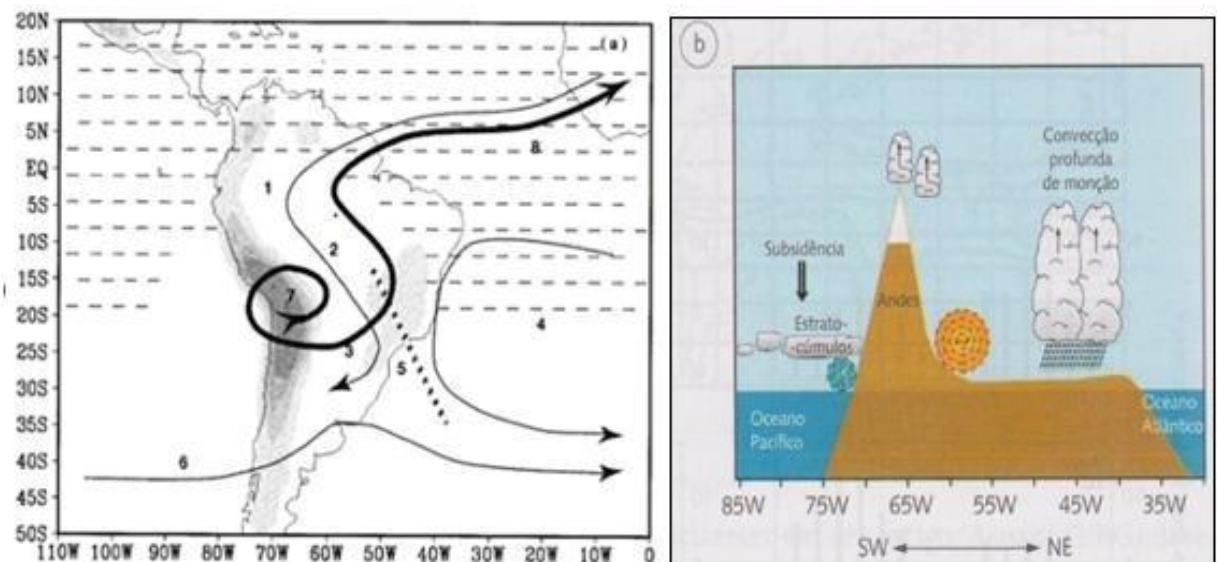 (a)
20N
15N
10N
5N
EQ
5S
10S
15S
20S
25S
30S
35S
40S
45S
50S
1
2
3
4
5
6
7
8
110W 100W 90W 80W 70W 60W 50W 40W 30W 20W 10W 0
b
Convecção
profunda
de monção
Subsidência
Andes
Estrato-
-cúmulos
Oceano
Pacífico
Oceano
Atlântico
85W 75W 65W 55W 45W 35W
SW NE